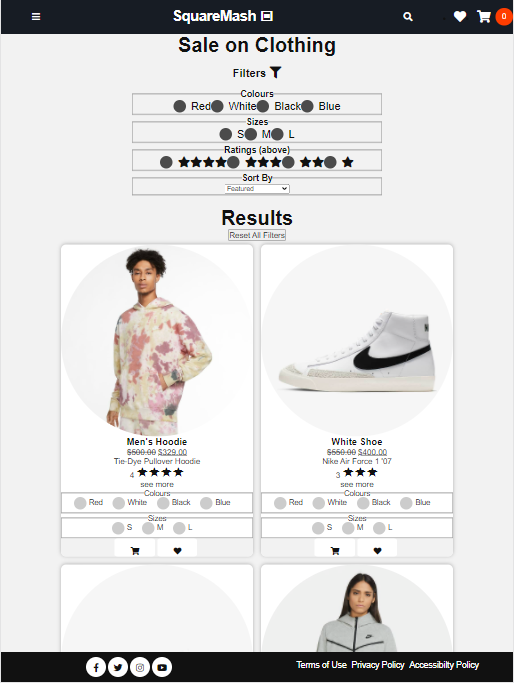 SquareMash
0
Sale on Clothing
Filters
Colours
Red White Black Blue
Sizes
S M L
Ratings (above)
Sort By
Featured
Results
Reset All Filters
Men's Hoodie
$500.00 $329.00
Tie-Dye Pullover Hoodie
4
see more
Colours
Red White Black Blue
Sizes
S M L
White Shoe
$550.00 $400.00
Nike Air Force 1 '07
3
see more
Colours
Red White Black Blue
Sizes
S M L
Terms of Use Privacy Policy Accessibilty Policy